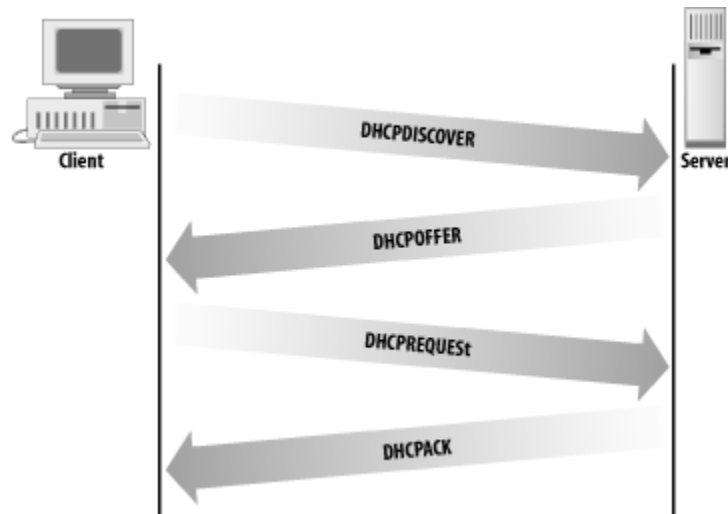 Client
Server
DHCPDISCOVER
DHCPOFFER
DHCPREQUESt
DHCPACK